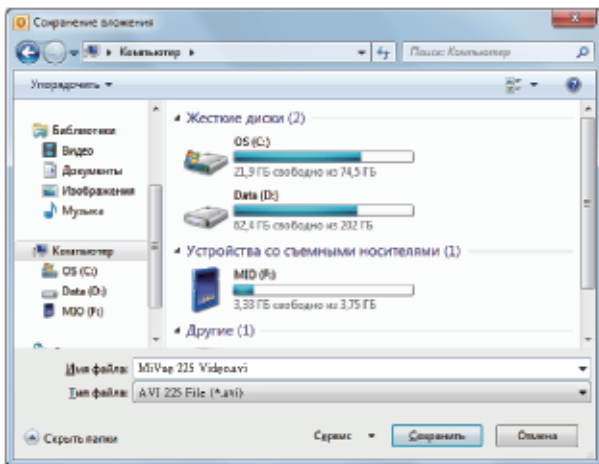 Сохранение вложения
Компьютер
Поиск: Компьютер
Упорядочить
Библиотеки
Видео
Документы
Изображения
Музыка
Компьютер
OS (C:)
Data (D:)
MIO (F:)
Жесткие диски (2)
OS (C:)
21,9 ГБ свободно из 74,5 ГБ
Data (D:)
62,4 ГБ свободно из 202 ГБ
Устройства со съемными носителями (1)
MIO (F:)
3,33 ГБ свободно из 3,75 ГБ
Другие (1)
Имя файла: MiVue 225 Video.avi
Тип файла: AVI 225 File (*.avi)
Скрыть папки
Сервис
Сохранить
Отмена